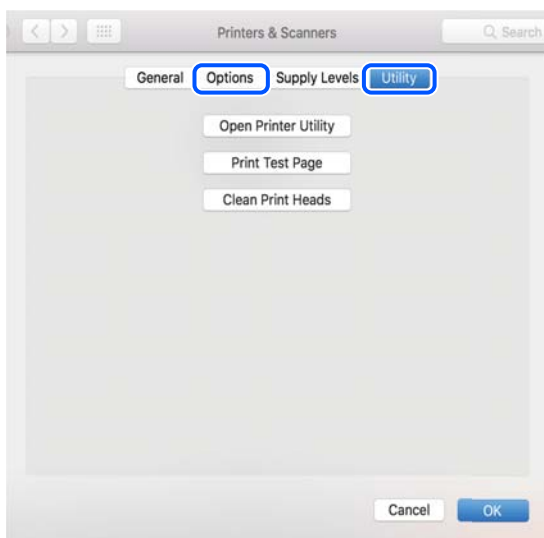 Printers & Scanners Search
General Options Supply Levels Utility
Open Printer Utility
Print Test Page
Clean Print Heads
Cancel OK